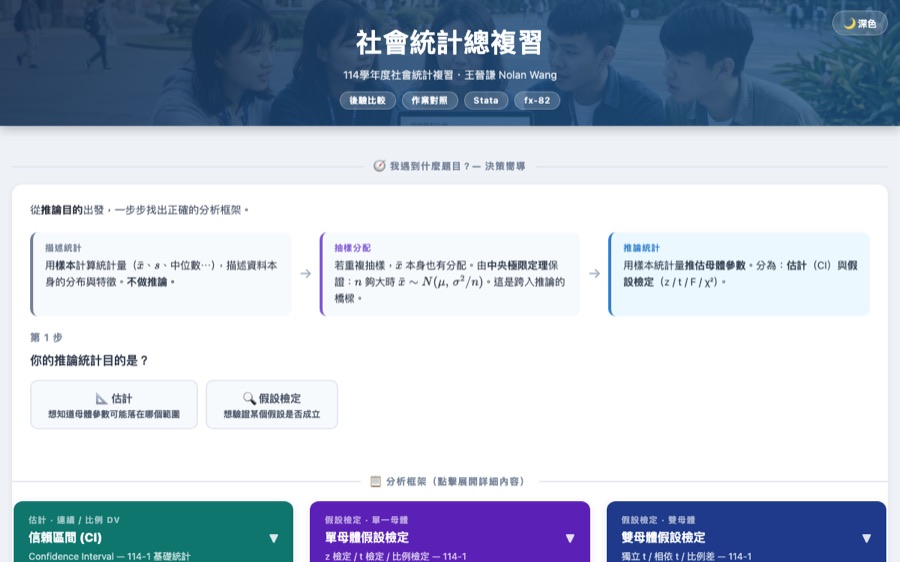 社會統計總複習
114學年度社會統計複習・王晉謙 Nolan Wang
後驗比較 作業對照 Stata fx-82
🌙 深色
🧭 我遇到什麼題目？— 決策嚮導
從推論目的出發，一步步找出正確的分析框架。
描述統計
用樣本計算統計量（x̄、s、中位數…），描述資料本
身的分布與特徵。不做推論。
→
抽樣分配
若重複抽樣，x̄ 本身也有分配。由中央極限定理保
證：n 夠大時 x̄ ∼ N(μ, σ²/n)。這是跨入推論的
橋樑。
→
推論統計
用樣本統計量推估母體參數。分為：估計（CI）與假
設檢定（z / t / F / χ²）。
第 1 步
你的推論統計目的是？
📐 估計
想知道母體參數可能落在哪個範圍
🔍 假設檢定
想驗證某個假設是否成立
📋 分析框架（點擊展開詳細內容）
估計・連續 / 比例 DV
信賴區間 (CI)
Confidence Interval — 114-1 基礎統計
▼
假設檢定・單一母體
單母體假設檢定
z 檢定 / t 檢定 / 比例檢定 — 114-1
▼
假設檢定・雙母體
雙母體假設檢定
獨立 t / 相依 t / 比例差 — 114-1
▼